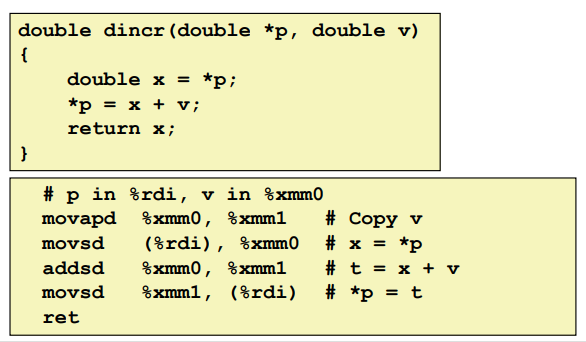 double dincr(double *p, double v)
{
    double x = *p;
    *p = x + v;
    return x;
}
# p in %rdi, v in %xmm0
movapd  %xmm0, %xmm1   # Copy v
movsd   (%rdi), %xmm0  # x = *p
addsd   %xmm0, %xmm1   # t = x + v
movsd   %xmm1, (%rdi)  # *p = t
ret